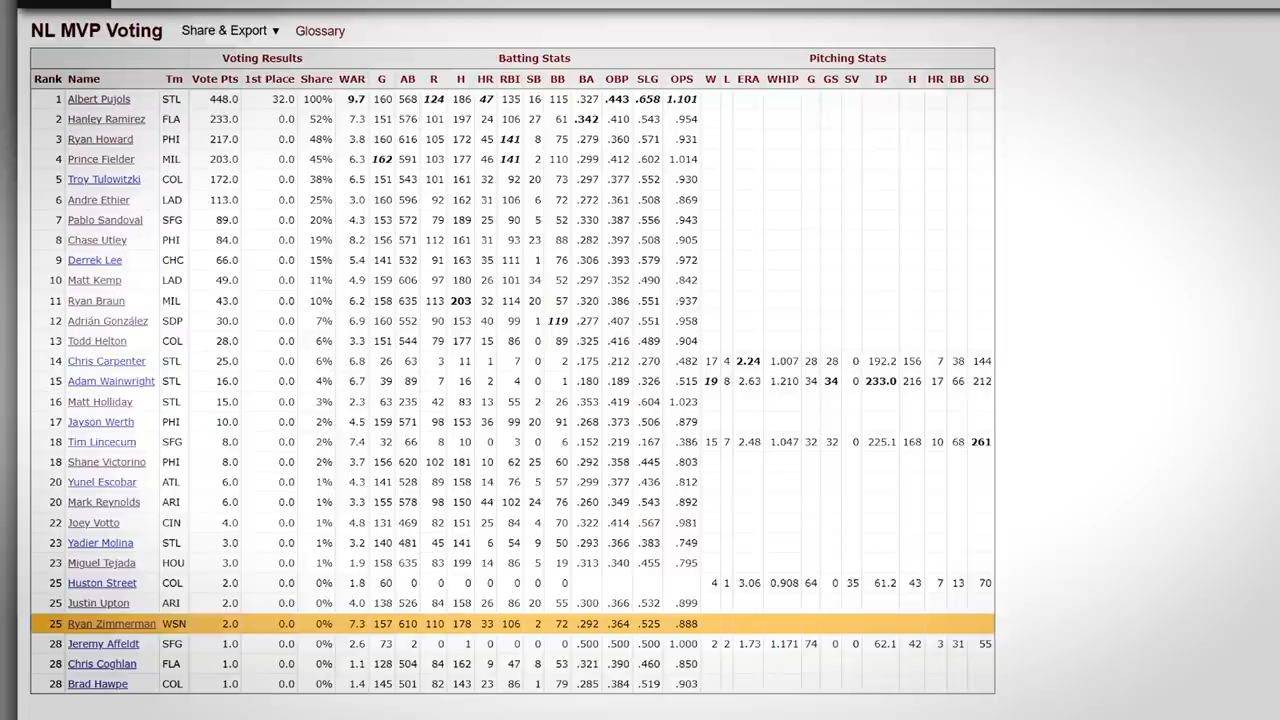 NL MVP Voting Share & Export ▼ Glossary
Voting Results Batting Stats Pitching Stats
Rank Name Tm Vote Pts 1st Place Share WAR G AB R H HR RBI SB BB BA OBP SLG OPS W L ERA WHIP G GS SV IP H HR BB SO
1 Albert Pujols STL 448.0 32.0 100% 9.7 160 568 124 186 47 135 16 115 .327 .443 .658 1.101
2 Hanley Ramirez FLA 233.0 0.0 52% 7.3 151 576 101 197 24 106 27 61 .342 .410 .543 .954
3 Ryan Howard PHI 217.0 0.0 48% 3.8 160 616 105 172 45 141 8 75 .279 .360 .571 .931
4 Prince Fielder MIL 203.0 0.0 45% 6.3 162 591 103 177 46 141 2 110 .299 .412 .602 1.014
5 Troy Tulowitzki COL 172.0 0.0 38% 6.5 151 543 101 161 32 92 20 73 .297 .377 .552 .930
6 Andre Ethier LAD 113.0 0.0 25% 3.0 160 596 92 162 31 106 6 72 .272 .361 .508 .869
7 Pablo Sandoval SFG 89.0 0.0 20% 4.3 153 572 79 189 25 90 5 52 .330 .387 .556 .943
8 Chase Utley PHI 84.0 0.0 19% 8.2 156 571 112 161 31 93 23 88 .282 .397 .508 .905
9 Derrek Lee CHC 66.0 0.0 15% 5.4 141 532 91 163 35 111 1 76 .306 .393 .579 .972
10 Matt Kemp LAD 49.0 0.0 11% 4.9 159 606 97 180 26 101 34 52 .297 .352 .490 .842
11 Ryan Braun MIL 43.0 0.0 10% 6.2 158 635 113 203 32 114 20 57 .320 .386 .551 .937
12 Adrián González SDP 30.0 0.0 7% 6.9 160 552 90 153 40 99 1 119 .277 .407 .551 .958
13 Todd Helton COL 28.0 0.0 6% 3.3 151 544 79 177 15 86 0 89 .325 .416 .489 .904
14 Chris Carpenter STL 25.0 0.0 6% 6.8 26 63 3 11 1 7 0 2 .175 .212 .270 .482 17 4 2.24 1.007 28 28 0 192.2 156 7 38 144
15 Adam Wainwright STL 16.0 0.0 4% 6.7 39 89 7 16 2 4 0 1 .180 .189 .326 .515 19 8 2.63 1.210 34 34 0 233.0 216 17 66 212
16 Matt Holliday STL 15.0 0.0 3% 2.3 63 235 42 83 13 55 2 26 .353 .419 .604 1.023
17 Jayson Werth PHI 10.0 0.0 2% 4.5 159 571 98 153 36 99 20 91 .268 .373 .506 .879
18 Tim Lincecum SFG 8.0 0.0 2% 7.4 32 66 8 10 0 3 0 6 .152 .219 .167 .386 15 7 2.48 1.047 32 32 0 225.1 168 10 68 261
18 Shane Victorino PHI 8.0 0.0 2% 3.7 156 620 102 181 10 62 25 60 .292 .358 .445 .803
20 Yunel Escobar ATL 6.0 0.0 1% 4.3 141 528 89 158 14 76 5 57 .299 .377 .436 .812
20 Mark Reynolds ARI 6.0 0.0 1% 3.3 155 578 98 150 44 102 24 76 .260 .349 .543 .892
22 Joey Votto CIN 4.0 0.0 1% 4.8 131 469 82 151 25 84 4 70 .322 .414 .567 .981
23 Yadier Molina STL 3.0 0.0 1% 3.2 140 481 45 141 6 54 9 50 .293 .366 .383 .749
23 Miguel Tejada HOU 3.0 0.0 1% 1.9 158 635 83 199 14 86 5 19 .313 .340 .455 .795
25 Huston Street COL 2.0 0.0 0% 1.8 60 0 0 0 0 0 0 0 4 1 3.06 0.908 64 0 35 61.2 43 7 13 70
25 Justin Upton ARI 2.0 0.0 0% 4.0 138 526 84 158 26 86 20 55 .300 .366 .532 .899
25 Ryan Zimmerman WSN 2.0 0.0 0% 7.3 157 610 110 178 33 106 2 72 .292 .364 .525 .888
28 Jeremy Affeldt SFG 1.0 0.0 0% 2.6 73 2 0 1 0 0 0 0 .500 .500 .500 1.000 2 2 1.73 1.171 74 0 0 62.1 42 3 31 55
28 Chris Coghlan FLA 1.0 0.0 0% 1.1 128 504 84 162 9 47 8 53 .321 .390 .460 .850
28 Brad Hawpe COL 1.0 0.0 0% 1.4 145 501 82 143 23 86 1 79 .285 .384 .519 .903